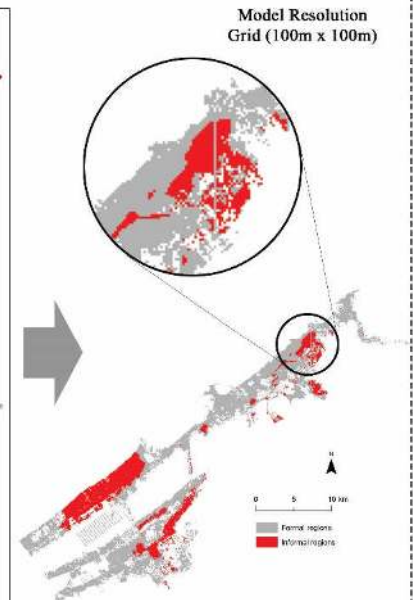 Model Resolution
Grid (100m x 100m)
N
0 5 10 km
Formal regions
Informal regions